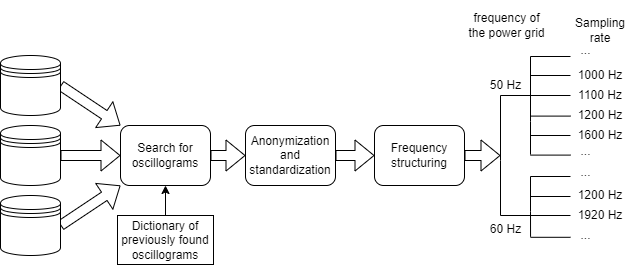 frequency of
the power grid
Sampling
rate
...
50 Hz
1000 Hz
1100 Hz
1200 Hz
1600 Hz
...
Search for
oscillograms
Anonymization
and
standardization
Frequency
structuring
...
1200 Hz
1920 Hz
60 Hz
...
Dictionary of
previously found
oscillograms